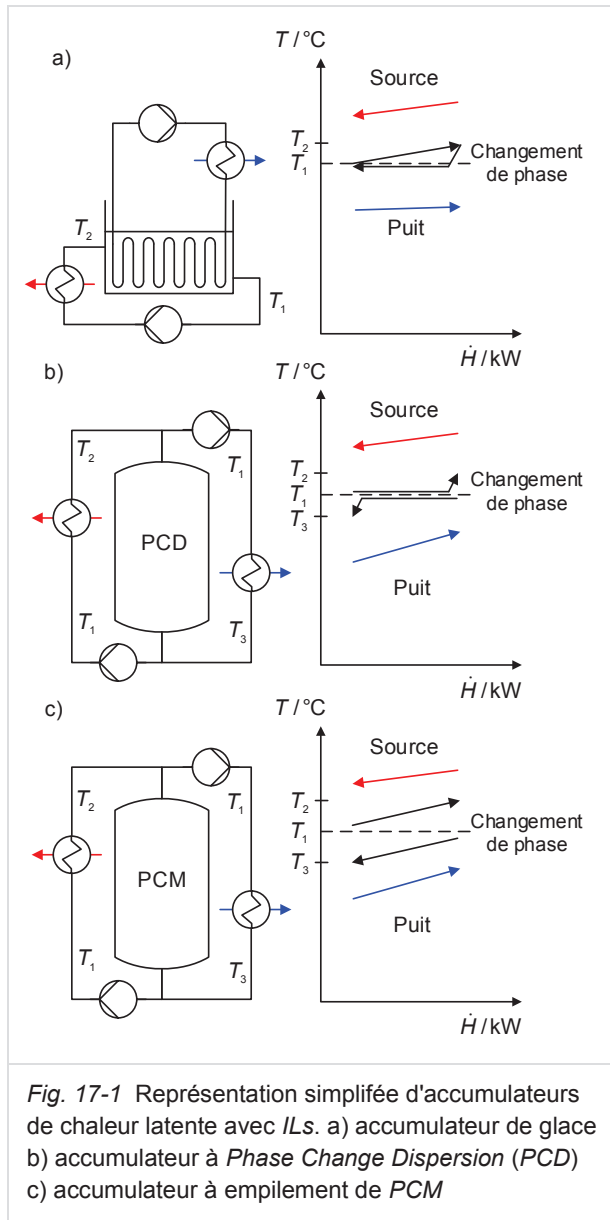 a)
T / °C
Source
T₂
T₁
Changement
de phase
Puit
Ḣ / kW
T₂
T₁
b)
T / °C
Source
T₂
T₁
T₃
Changement
de phase
Puit
Ḣ / kW
T₂
T₁
PCD
T₁
T₃
c)
T / °C
Source
T₂
T₁
T₃
Changement
de phase
Puit
Ḣ / kW
T₂
T₁
PCM
T₁
T₃
Fig. 17-1 Représentation simplifée d'accumulateurs
de chaleur latente avec ILs. a) accumulateur de glace
b) accumulateur à Phase Change Dispersion (PCD)
c) accumulateur à empilement de PCM